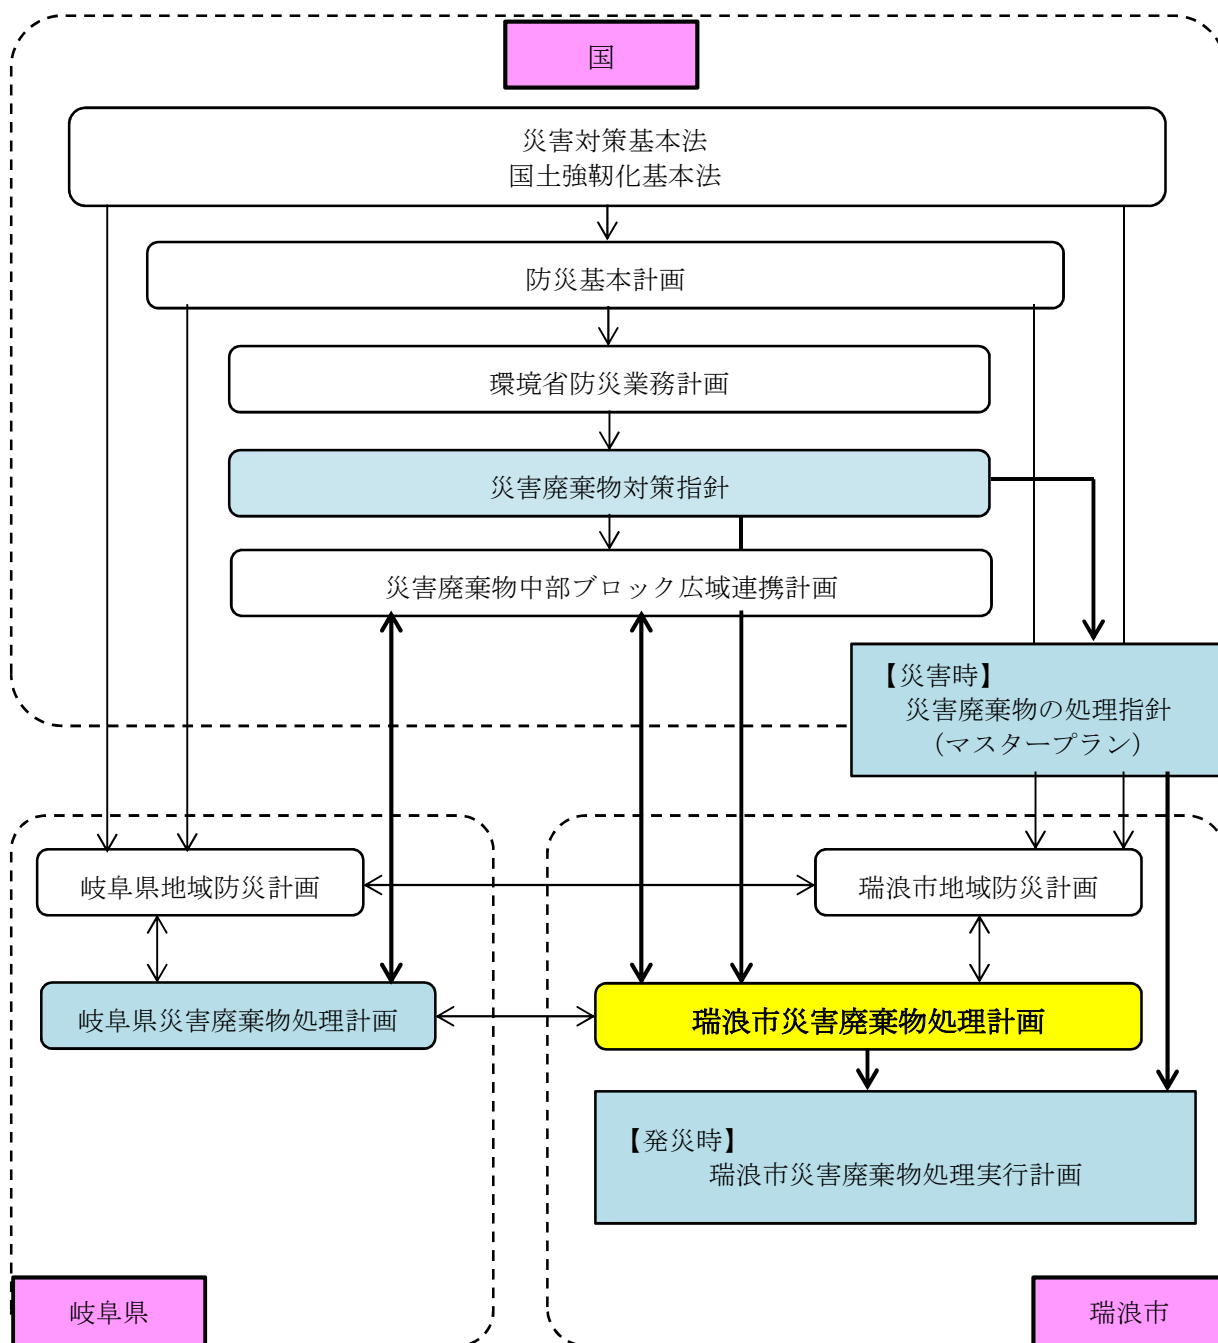 国
災害対策基本法
国土強靭化基本法
防災基本計画
環境省防災業務計画
災害廃棄物対策指針
災害廃棄物中部ブロック広域連携計画
【災害時】
災害廃棄物の処理指針
（マスタープラン）
岐阜県地域防災計画
瑞浪市地域防災計画
岐阜県災害廃棄物処理計画
瑞浪市災害廃棄物処理計画
【発災時】
瑞浪市災害廃棄物処理実行計画
岐阜県
瑞浪市